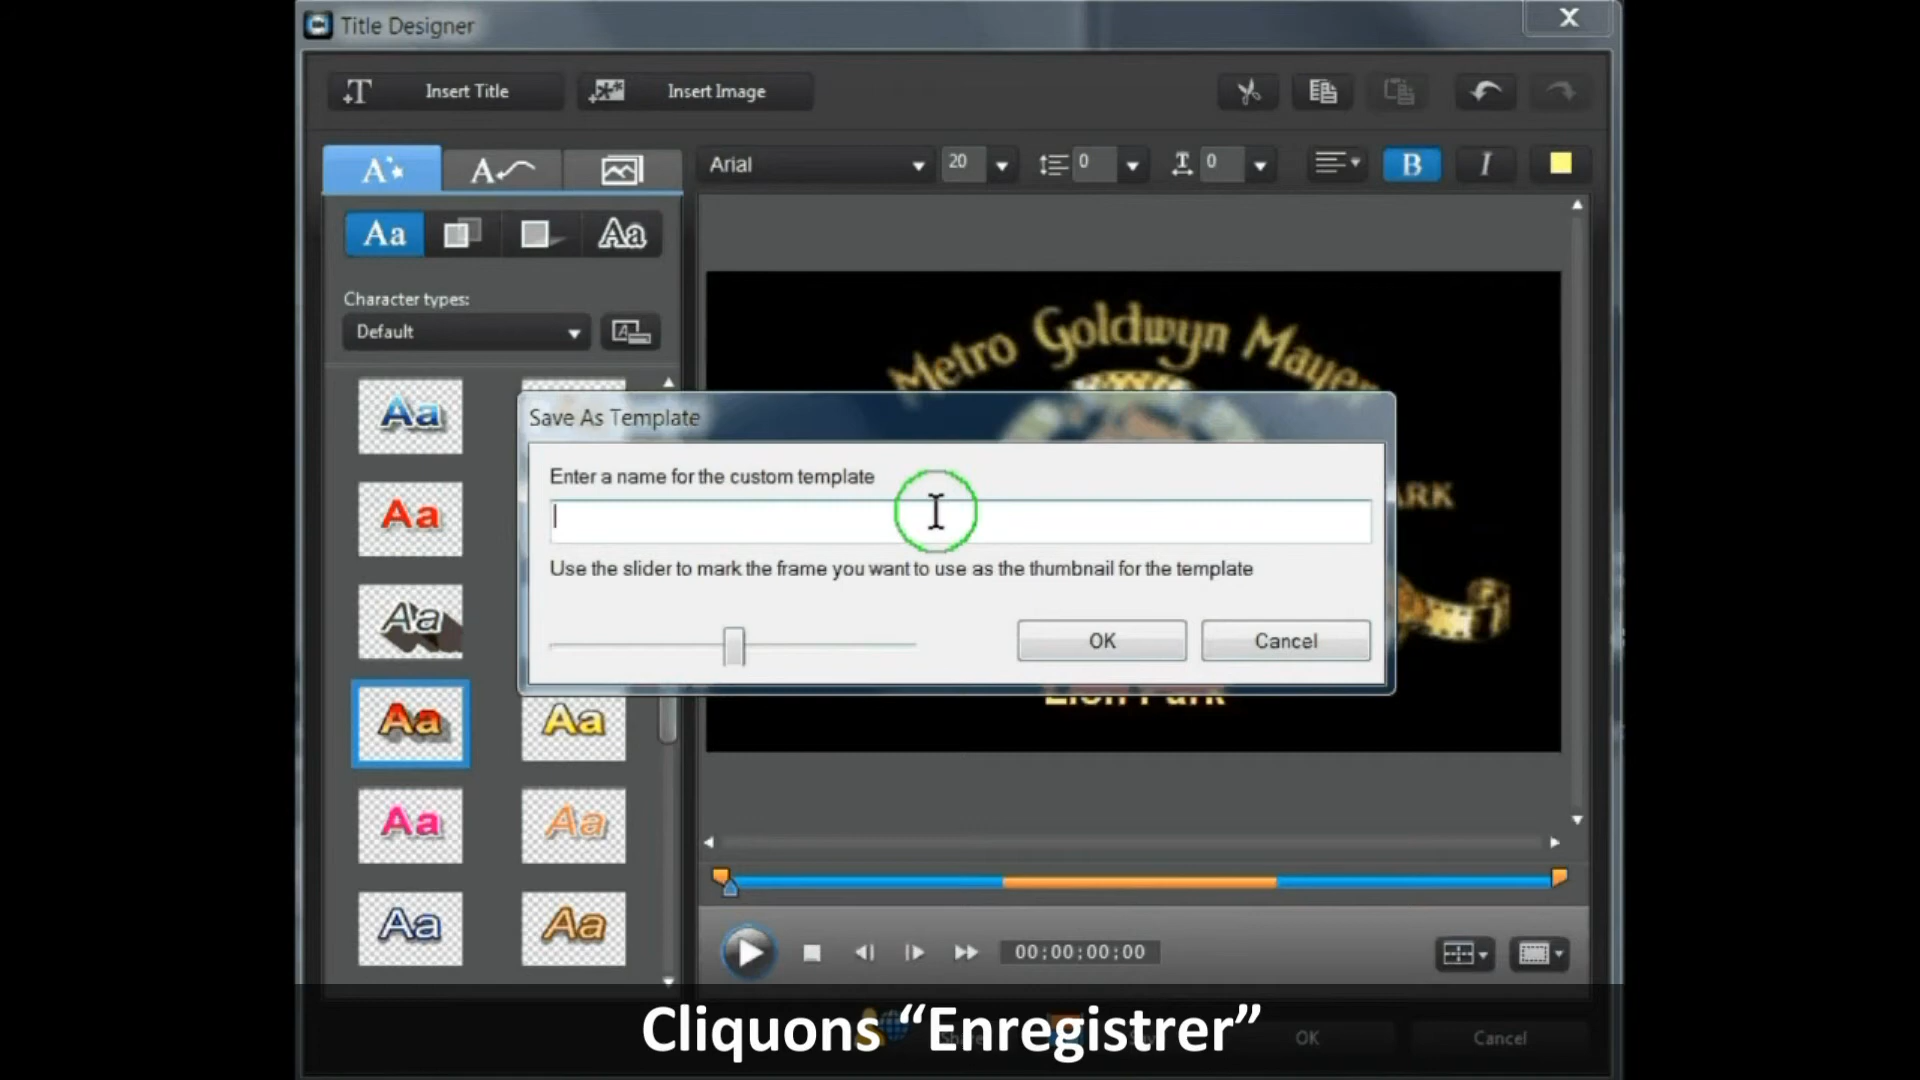 Title Designer
X
Insert Title
Insert Image
Arial
20
0
0
B
I
Aa
Aa
Character types:
Default
Metro Goldwyn Mayer
Save As Template
Enter a name for the custom template
ARK
Use the slider to mark the frame you want to use as the thumbnail for the template
OK
Cancel
Lion Park
Aa
Aa
Aa
Aa
Aa
Aa
Aa
Aa
Aa
00;00;00;00
Cliquons “Enregistrer”
OK
Cancel